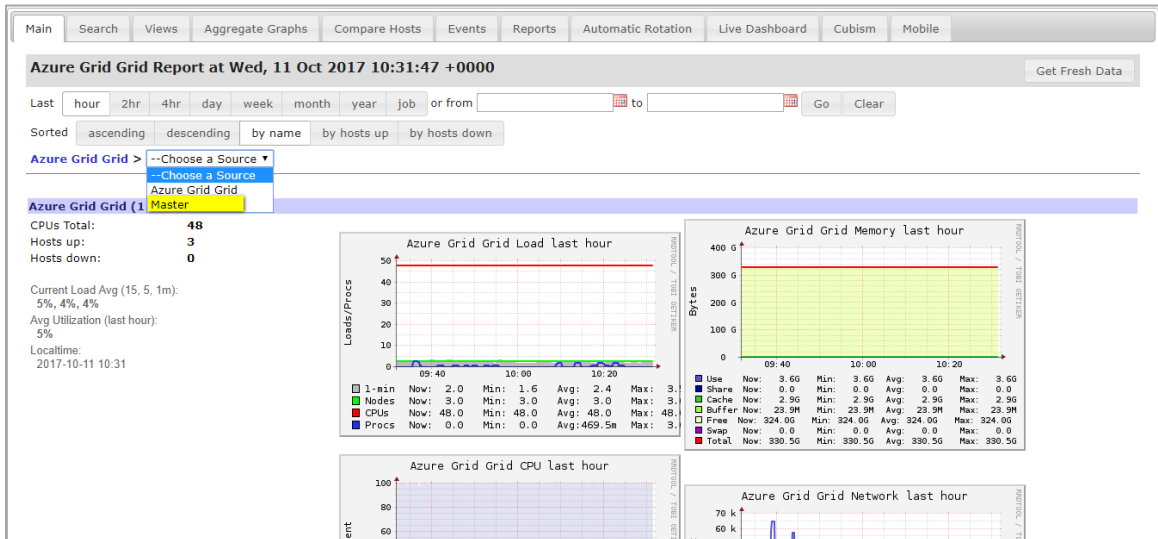 Main Search Views Aggregate Graphs Compare Hosts Events Reports Automatic Rotation Live Dashboard Cubism Mobile
Azure Grid Grid Report at Wed, 11 Oct 2017 10:31:47 +0000
Get Fresh Data
Last hour 2hr 4hr day week month year job or from to Go Clear
Sorted ascending descending by name by hosts up by hosts down
Azure Grid Grid > --Choose a Source
--Choose a Source
Azure Grid Grid
Master
Azure Grid Grid (1
CPUs Total: 48
Hosts up: 3
Hosts down: 0
Current Load Avg (15, 5, 1m):
5%, 4%, 4%
Avg Utilization (last hour):
5%
Localtime:
2017-10-11 10:31
Azure Grid Grid Load last hour
RRDTOOL / TOBI OETIKER
Loads/Procs
50
40
30
20
10
0
09:40 10:00 10:20
1-min Now: 2.0 Min: 1.6 Avg: 2.4 Max: 3.
Nodes Now: 3.0 Min: 3.0 Avg: 3.0 Max: 3.
CPUs Now: 48.0 Min: 48.0 Avg: 48.0 Max: 48.
Procs Now: 0.0 Min: 0.0 Avg:469.5m Max: 3.
Azure Grid Grid Memory last hour
RRDTOOL / TOBI OETIKER
Bytes
400 G
300 G
200 G
100 G
0
09:40 10:00 10:20
Use Now: 3.6G Min: 3.6G Avg: 3.6G Max: 3.6G
Share Now: 0.0 Min: 0.0 Avg: 0.0 Max: 0.0
Cache Now: 2.9G Min: 2.9G Avg: 2.9G Max: 2.9G
Buffer Now: 23.9M Min: 23.9M Avg: 23.9M Max: 23.9M
Free Now: 324.0G Min: 324.0G Avg: 324.0G Max: 324.0G
Swap Now: 0.0 Min: 0.0 Avg: 0.0 Max: 0.0
Total Now: 330.5G Min: 330.5G Avg: 330.5G Max: 330.5G
Azure Grid Grid CPU last hour
RRDTOOL / TOBI OETI
ent
100
80
60
Azure Grid Grid Network last hour
RRDTOOL / T
70 k
60 k